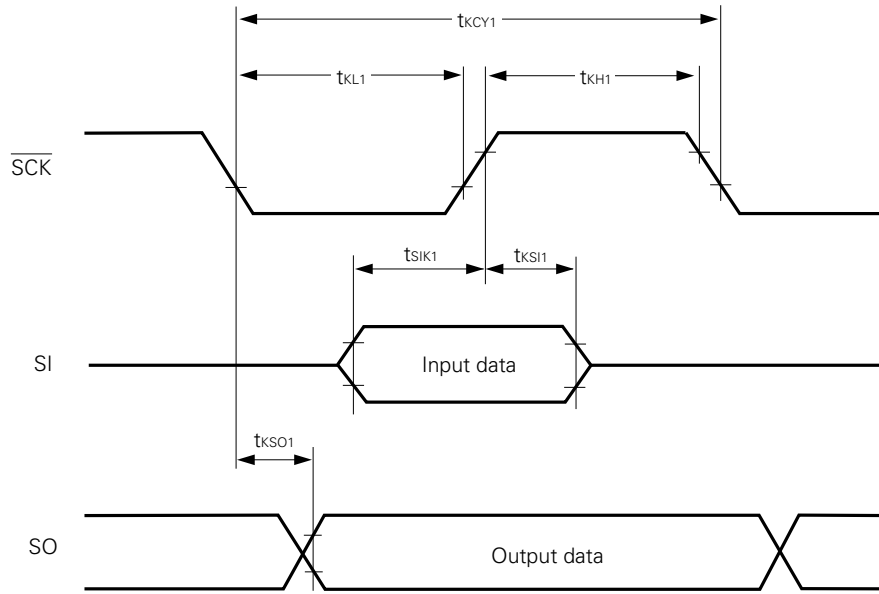 tKCY1
tKL1
tKH1
SCK
tSIK1
tKSI1
SI
Input data
tKSO1
SO
Output data